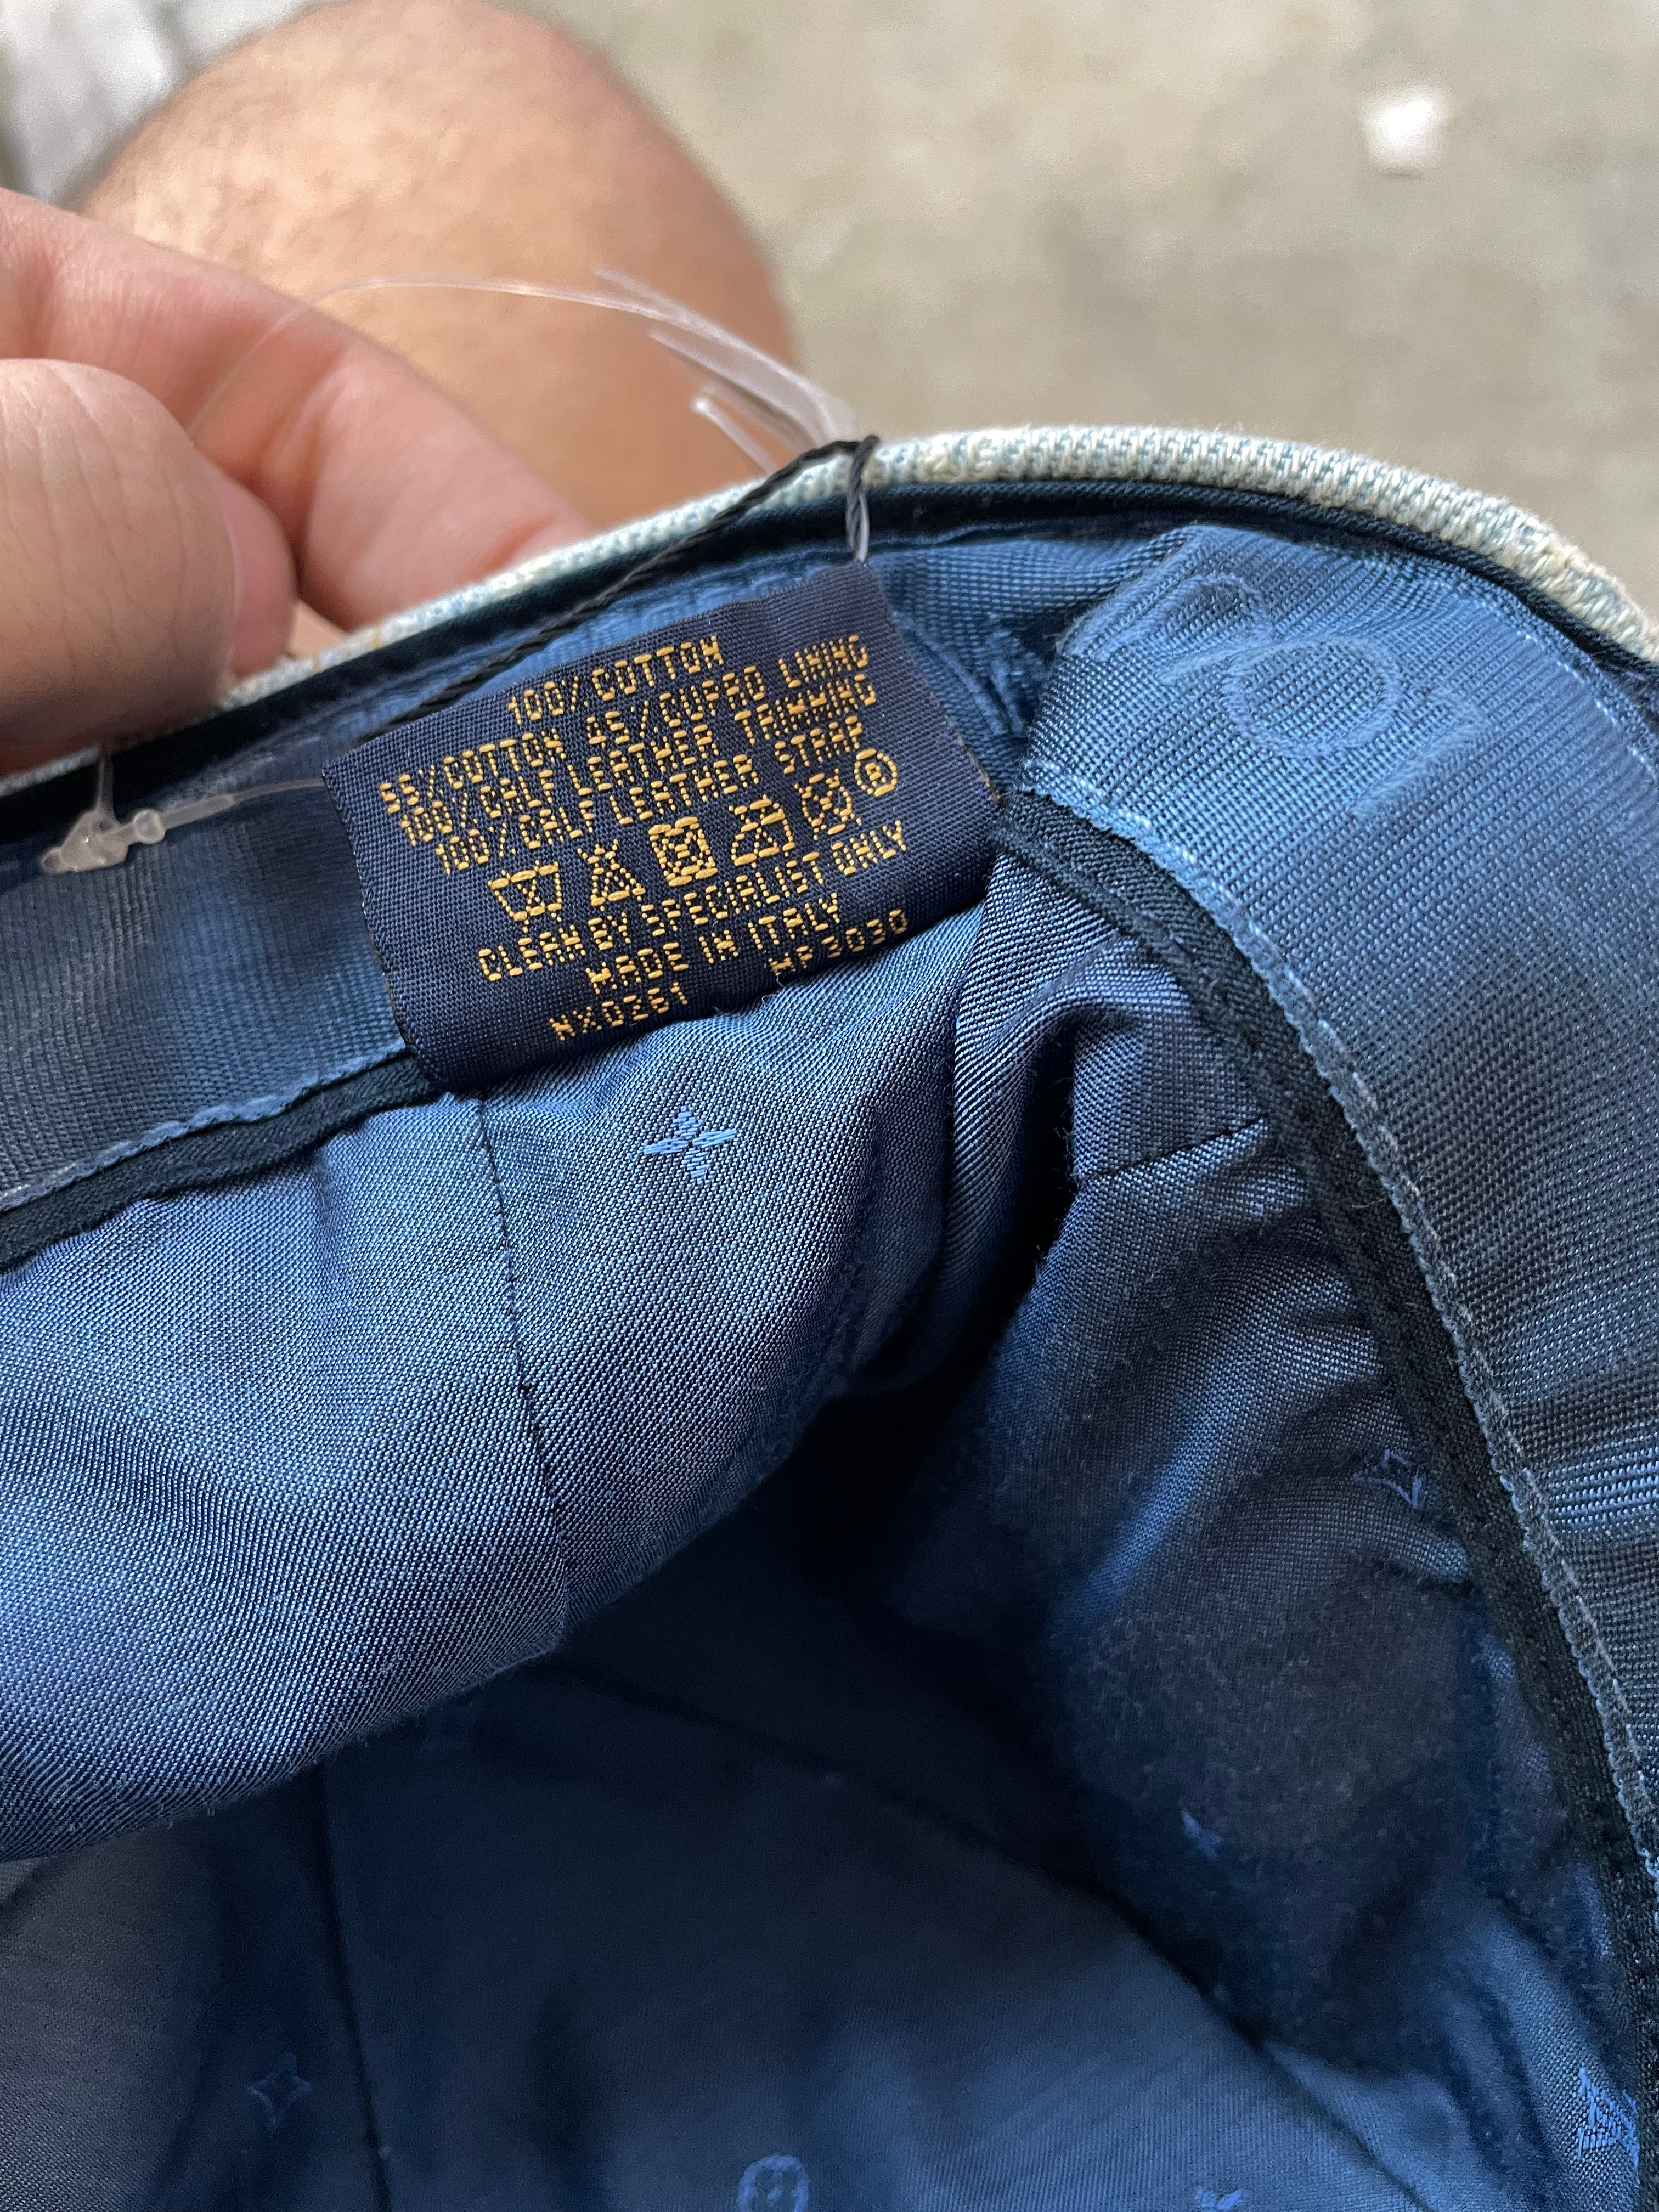 100% COTTON
55% COTTON 45% CUPRO LINING
100% CALF LEATHER TRIMMING
100% CALF LEATHER STRAP
CLEAN BY SPECIALIST ONLY
MADE IN ITALY
NX0261 MP3030